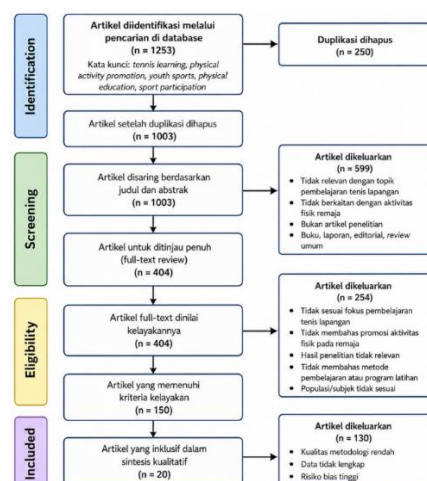 Identification
Artikel diidentifikasi melalui
pencarian di database
(n = 1253)
Kata kunci: tennis learning, physical
activity promotion, youth sports, physical
education, sport participation
Duplikasi dihapus
(n = 250)
Artikel setelah duplikasi dihapus
(n = 1003)
Screening
Artikel disaring berdasarkan
judul dan abstrak
(n = 1003)
Artikel dikeluarkan
(n = 599)
• Tidak relevan dengan topik
pembelajaran tenis lapangan
• Tidak berkaitan dengan aktivitas
fisik remaja
• Bukan artikel penelitian
• Buku, laporan, editorial, review
umum
Artikel untuk ditinjau penuh
(full-text review)
(n = 404)
Eligibility
Artikel full-text dinilai
kelayakannya
(n = 404)
Artikel dikeluarkan
(n = 254)
• Tidak sesuai fokus pembelajaran
tenis lapangan
• Tidak membahas promosi aktivitas
fisik pada remaja
• Hasil penelitian tidak relevan
• Tidak membahas metode
pembelajaran atau program latihan
• Populasi/subjek tidak sesuai
Artikel yang memenuhi
kriteria kelayakan
(n = 150)
Included
Artikel yang inklusif dalam
sintesis kualitatif
(n = 20)
Artikel dikeluarkan
(n = 130)
• Kualitas metodologi rendah
• Data tidak lengkap
• Risiko bias tinggi